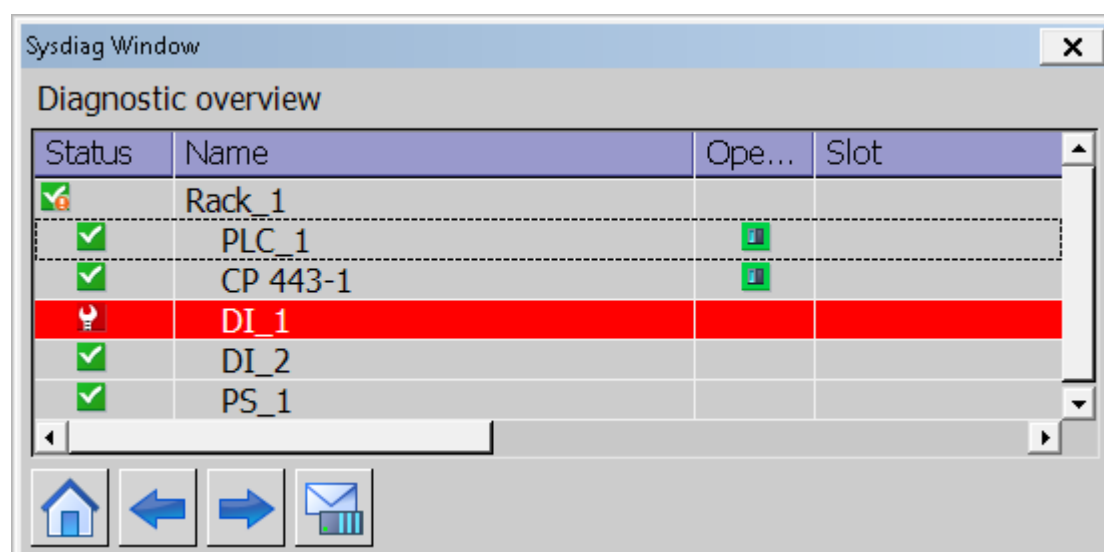 Sysdiag Window
Diagnostic overview
Status Name Ope... Slot
Rack_1
PLC_1
CP 443-1
DI_1
DI_2
PS_1